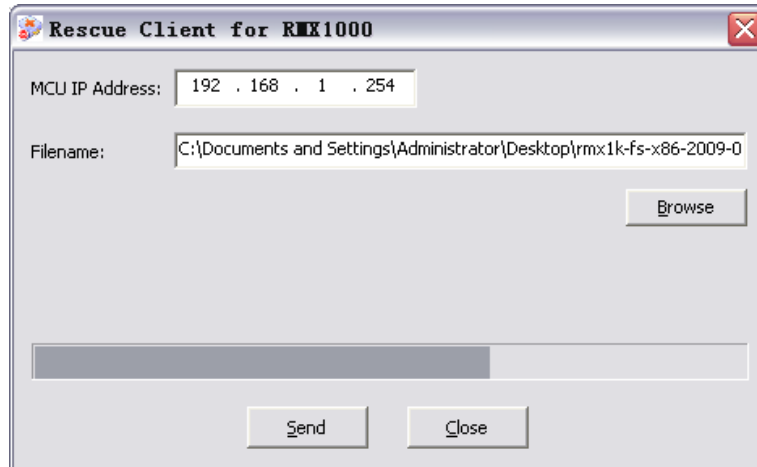 Rescue Client for RMX1000
MCU IP Address: 192 . 168 . 1 . 254
Filename: C:\Documents and Settings\Administrator\Desktop\rmx1k-fs-x86-2009-0
Browse
Send Close